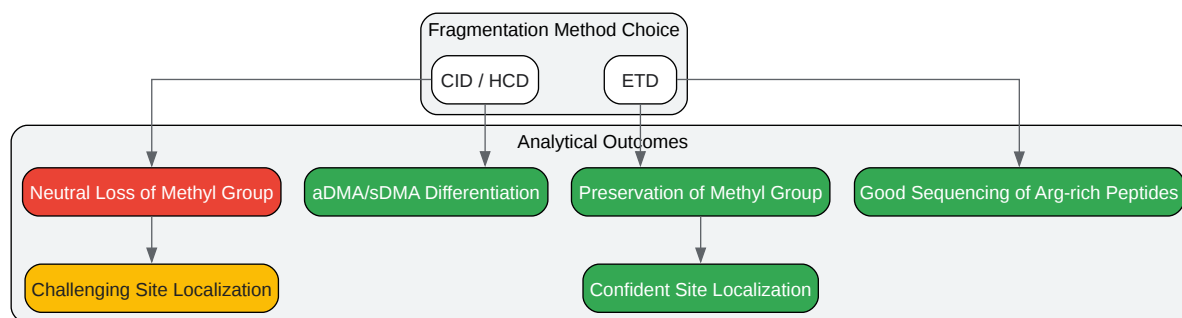 Fragmentation Method Choice
CID / HCD
ETD
Analytical Outcomes
Neutral Loss of Methyl Group
aDMA/sDMA Differentiation
Preservation of Methyl Group
Good Sequencing of Arg-rich Peptides
Challenging Site Localization
Confident Site Localization